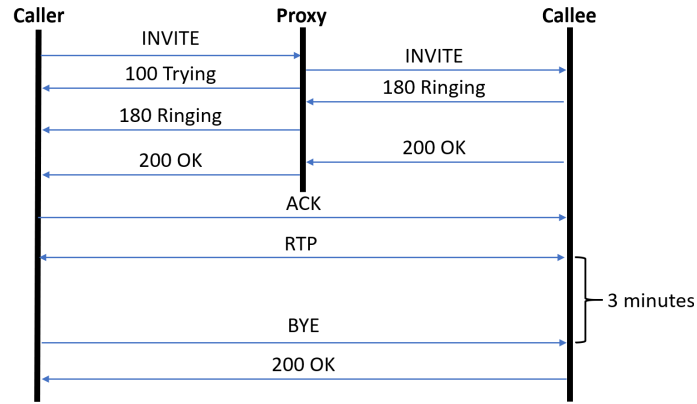 Caller Proxy Callee
INVITE
INVITE
100 Trying
180 Ringing
180 Ringing
200 OK
200 OK
ACK
RTP
3 minutes
BYE
200 OK